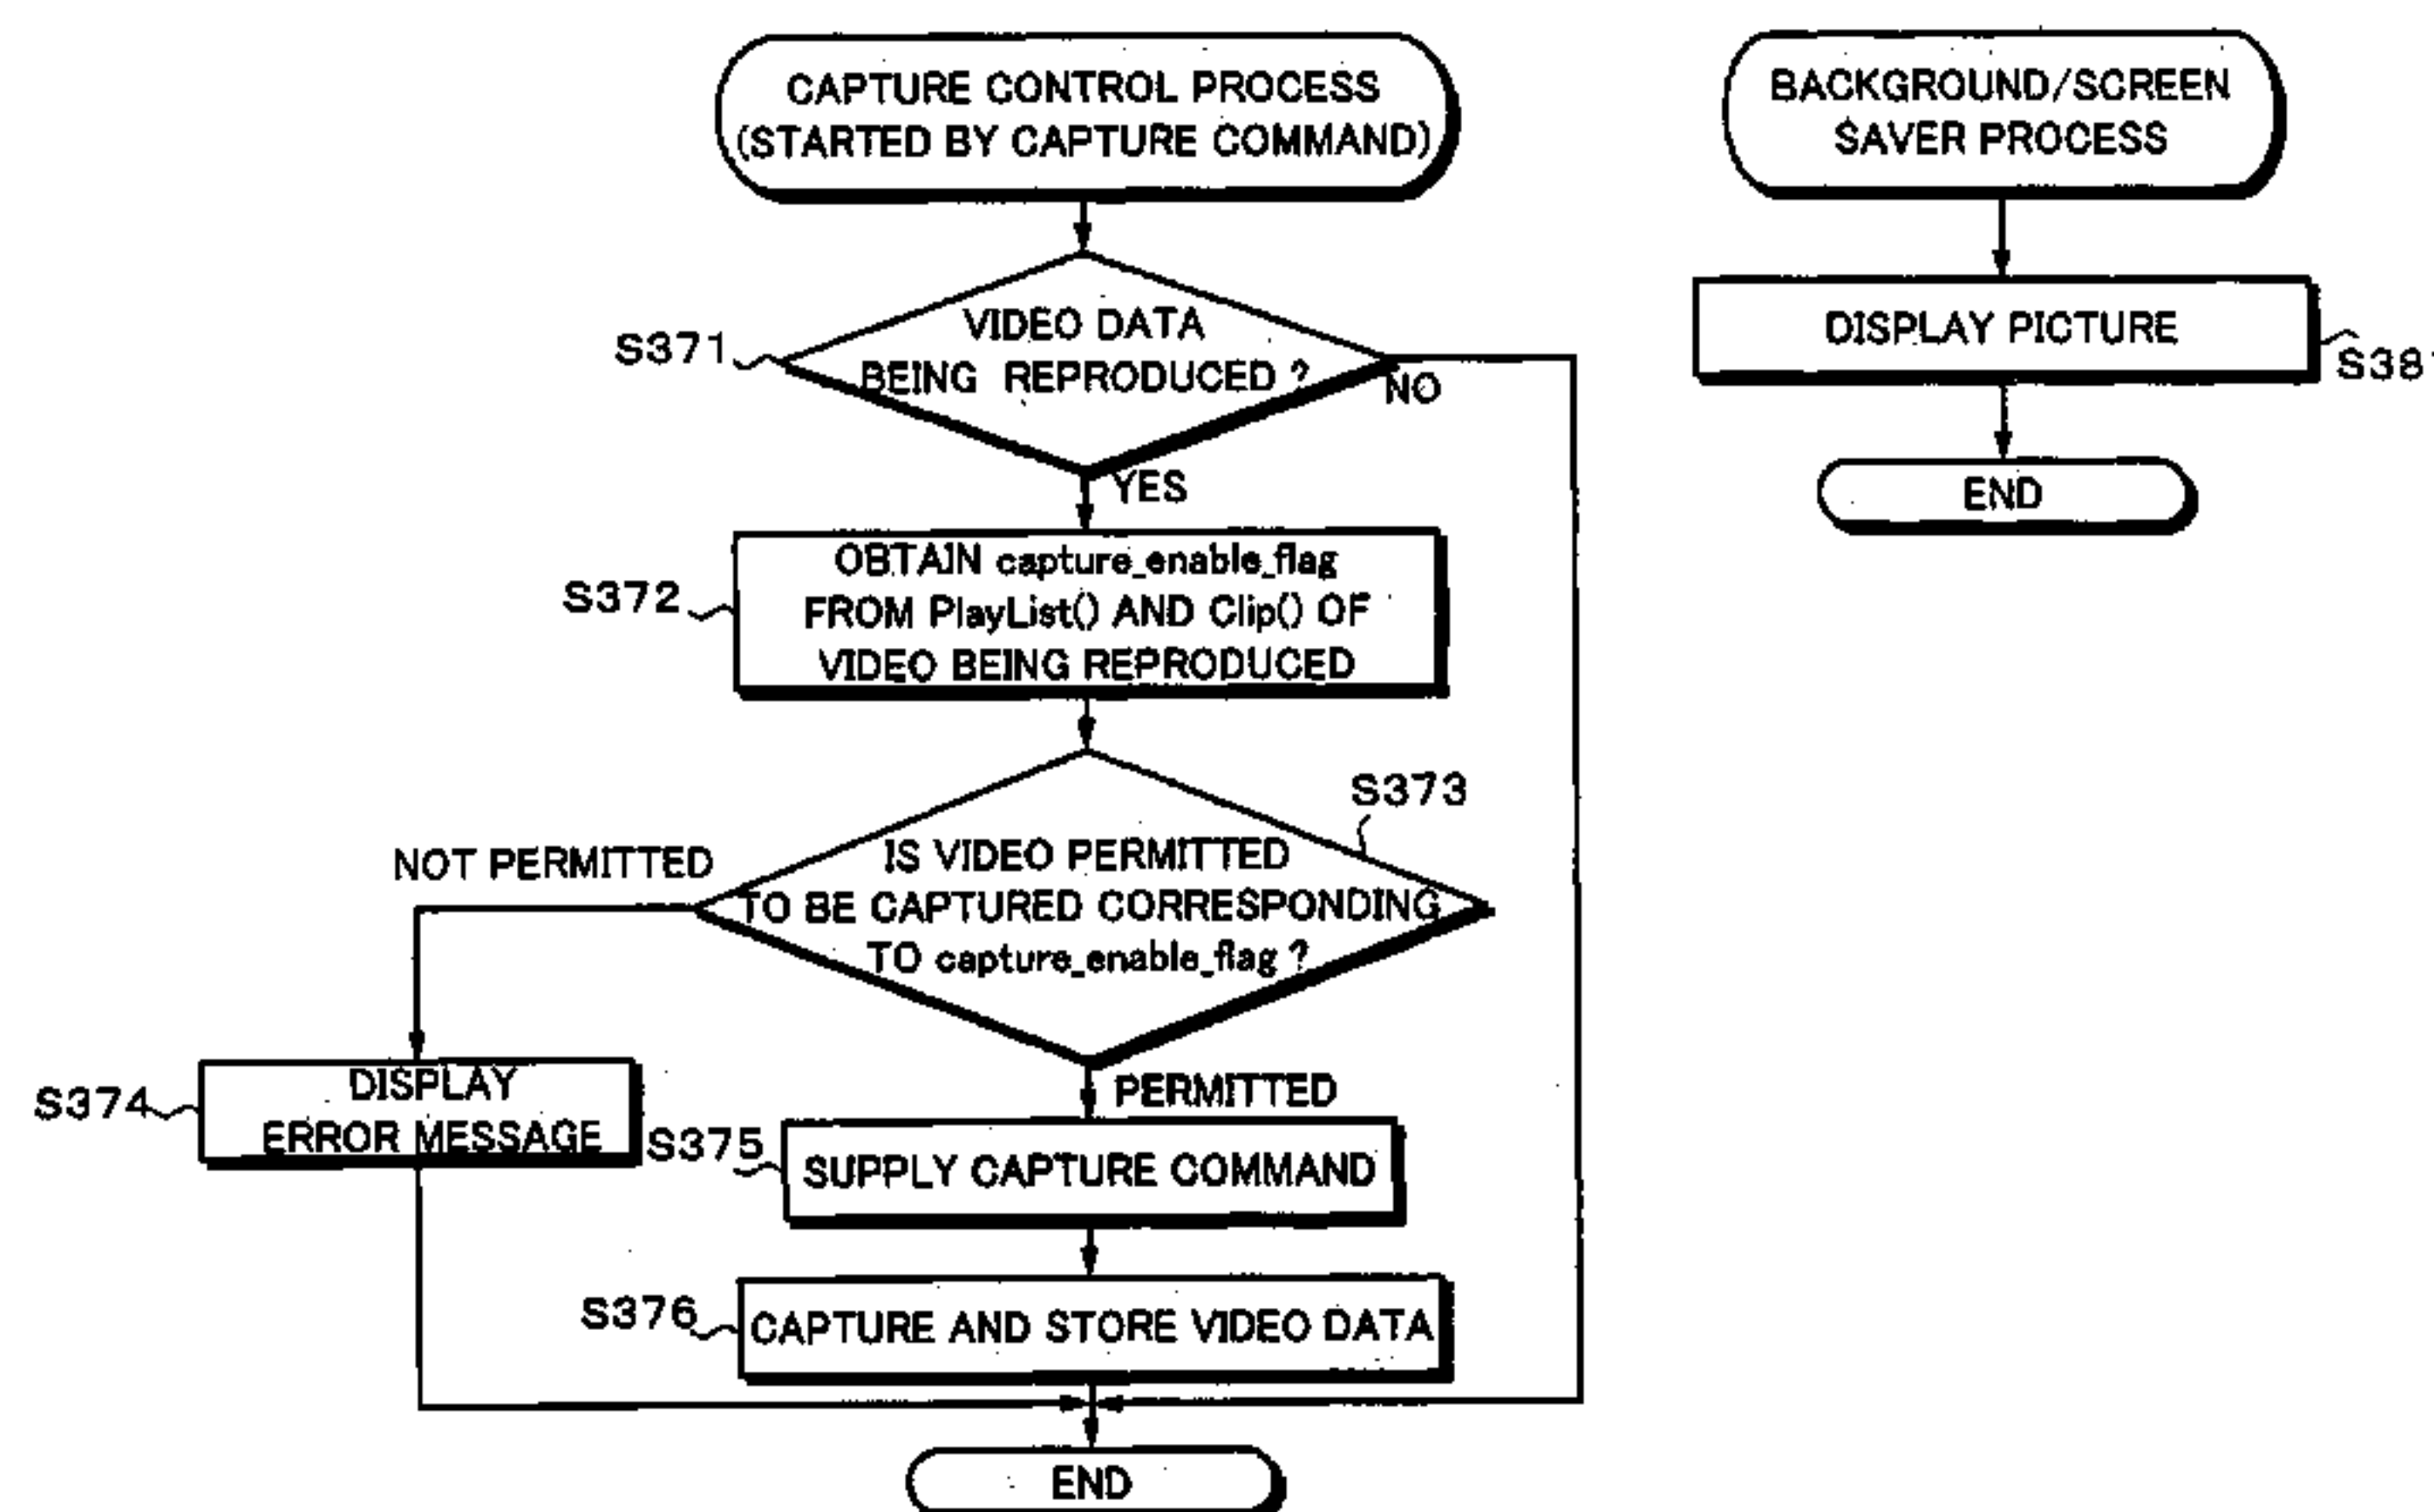 CAPTURE CONTROL PROCESS
(STARTED BY CAPTURE COMMAND)
S371
VIDEO DATA
BEING REPRODUCED ?
NO
YES
S372
OBTAIN capture_enable_flag
FROM PlayList() AND Clip() OF
VIDEO BEING REPRODUCED
S373
IS VIDEO PERMITTED
TO BE CAPTURED CORRESPONDING
TO capture_enable_flag ?
NOT PERMITTED
PERMITTED
S374
DISPLAY
ERROR MESSAGE
S375
SUPPLY CAPTURE COMMAND
S376
CAPTURE AND STORE VIDEO DATA
END
BACKGROUND/SCREEN
SAVER PROCESS
DISPLAY PICTURE
END